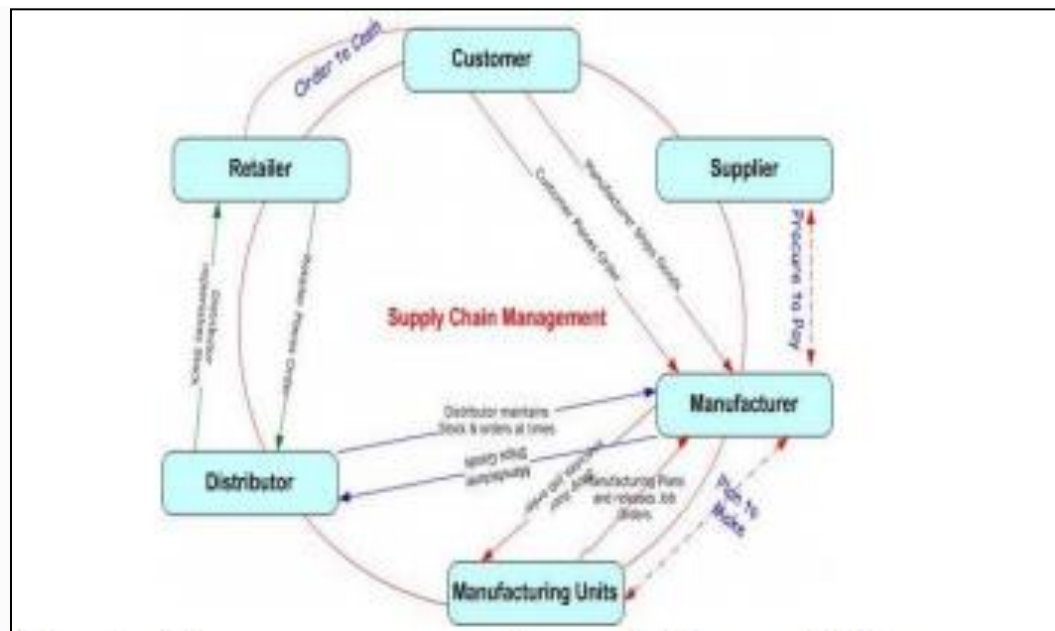 Order to Cash
Customer
Retailer
Supplier
Customer Places Order
Manufacturer Ships Goods
Procure to Pay
Supply Chain Management
Distributor
Replenishes Stock
Retailer Places Order
Manufacturer
Distributor maintains
Stock & orders at times
Manufacturer
Ships Goods
Distributor
Manufacturing Plans
and releases Job
Orders
Plan to
Make
Manufacturing Units